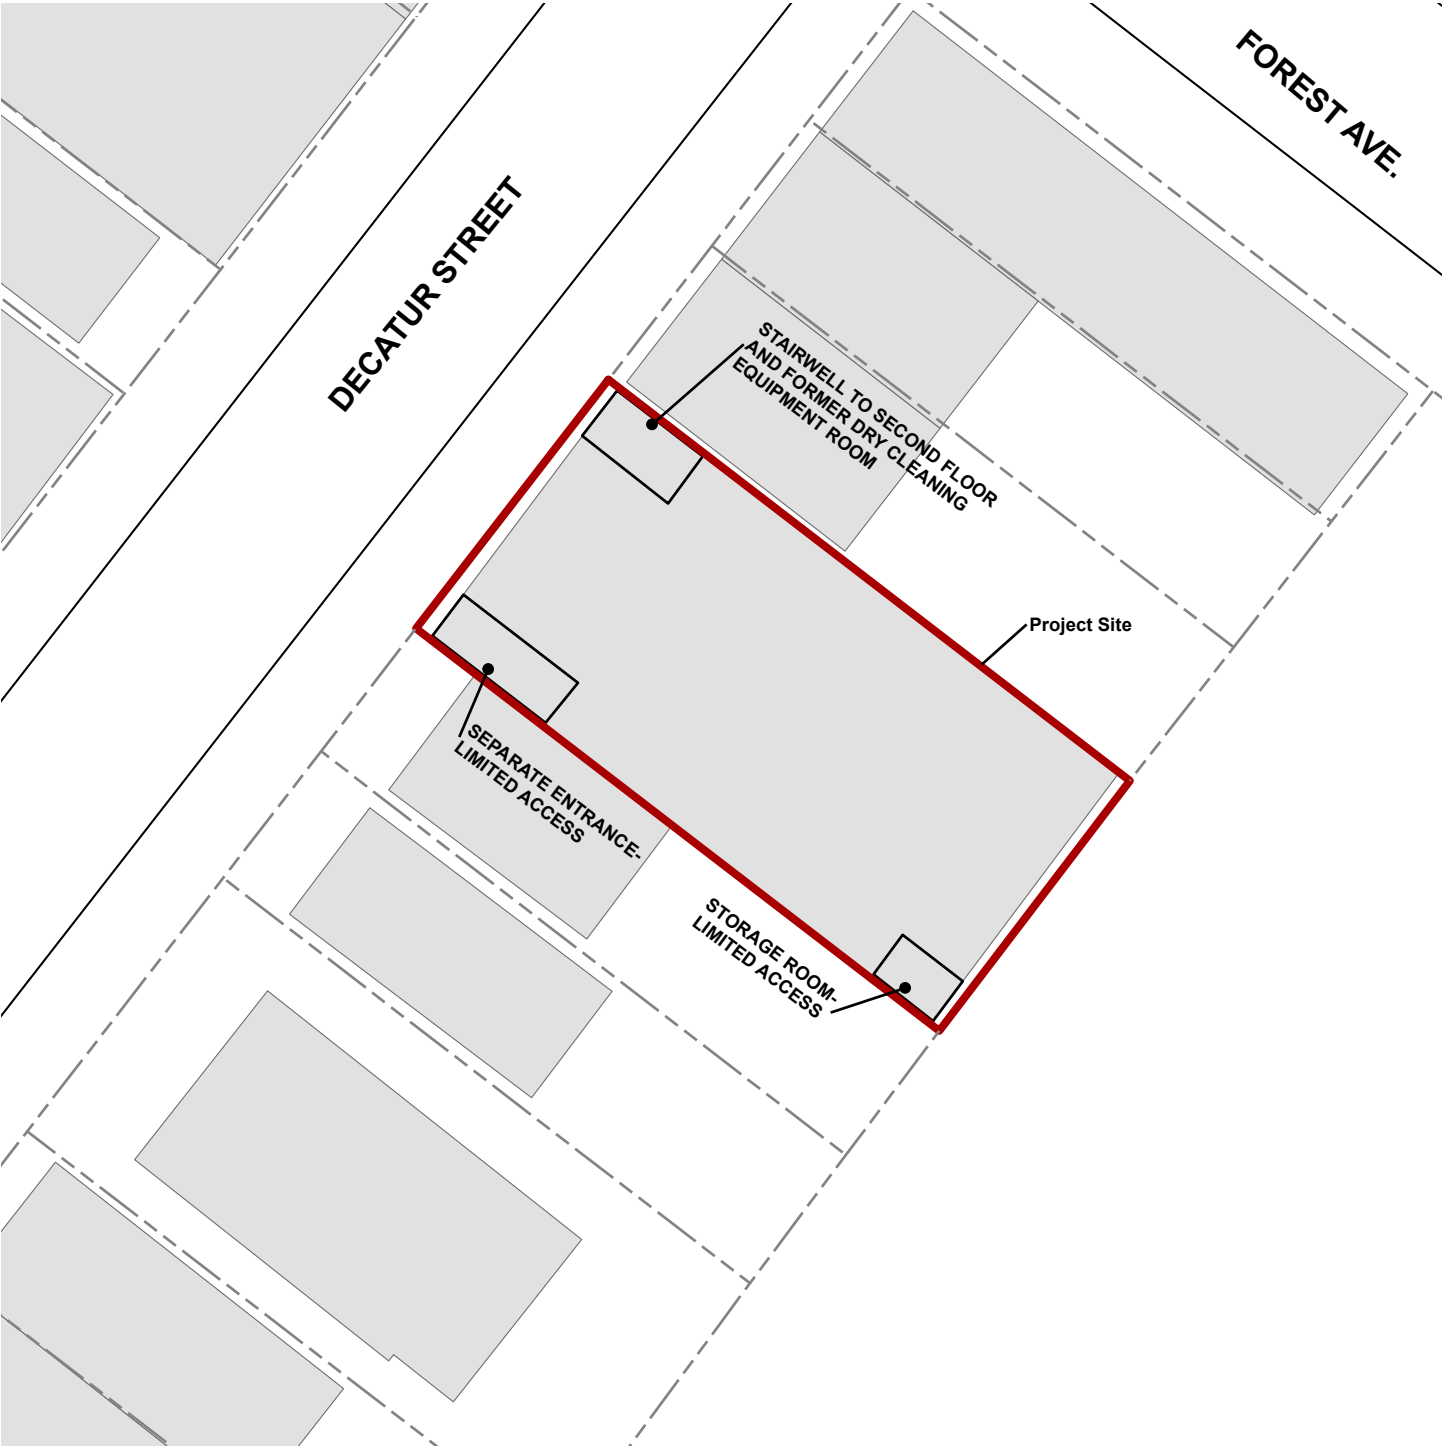 FOREST AVE.
DECATUR STREET
STAIRWELL TO SECOND FLOOR
AND FORMER DRY CLEANING
EQUIPMENT ROOM
Project Site
SEPARATE ENTRANCE-
LIMITED ACCESS
STORAGE ROOM-
LIMITED ACCESS